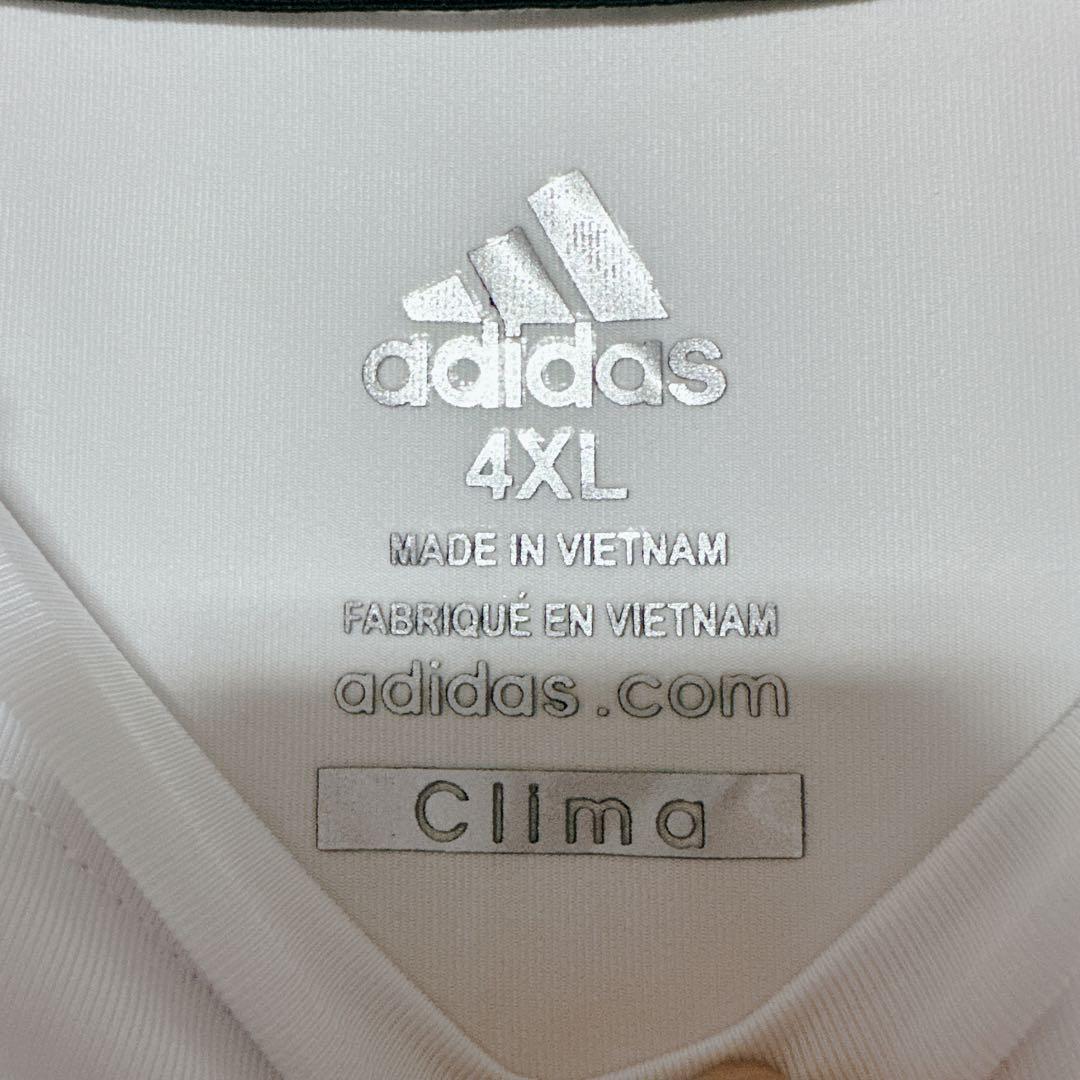 adidas
4XL
MADE IN VIETNAM
FABRIQUÉ EN VIETNAM
adidas.com
Clima